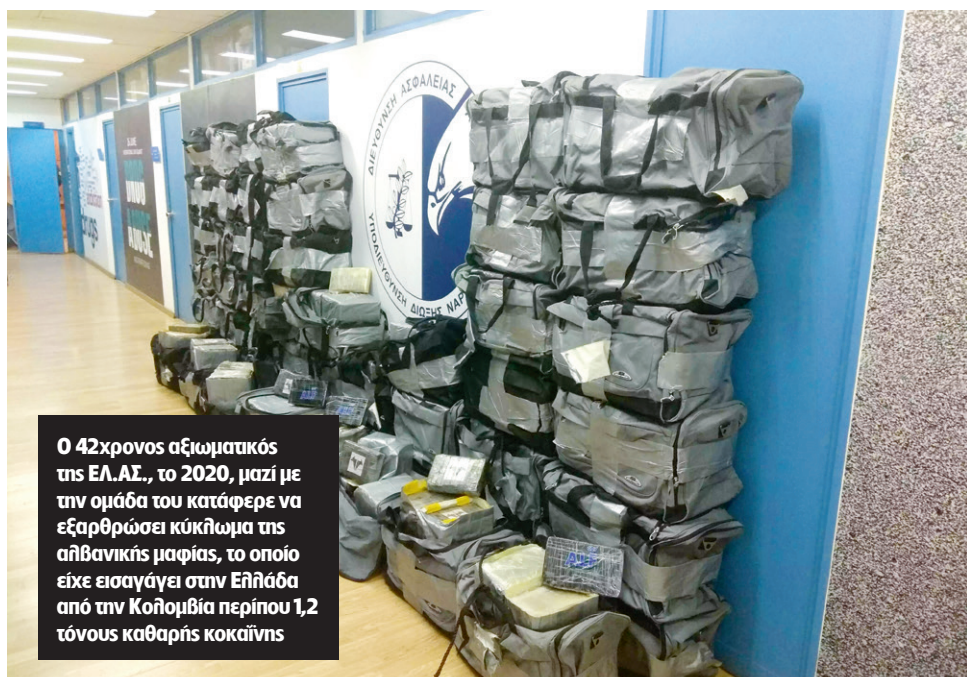 ΔΙΕΥΘΥΝΣΗ ΑΣΦΑΛΕΙΑΣ
ΥΠΟΔΙΕΥΘΥΝΣΗ ΔΙΩΞΗΣ ΝΑΡ
Ο 42χρονος αξιωματικός
της ΕΛ.ΑΣ., το 2020, μαζί με
την ομάδα του κατάφερε να
εξαρθρώσει κύκλωμα της
αλβανικής μαφίας, το οποίο
είχε εισαγάγει στην Ελλάδα
από την Κολομβία περίπου 1,2
τόνους καθαρής κοκαΐνης